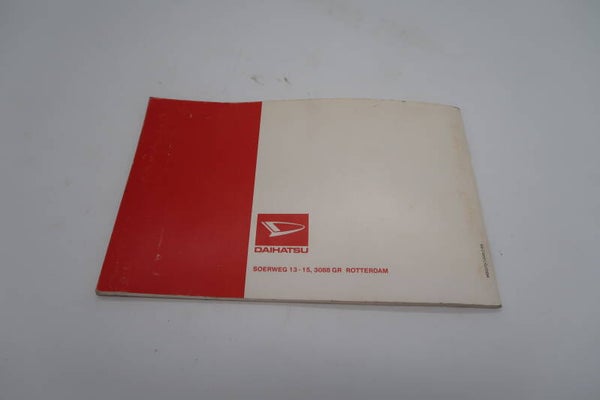 DAIHATSU
SOERWEG 13-15, 3088 GR ROTTERDAM